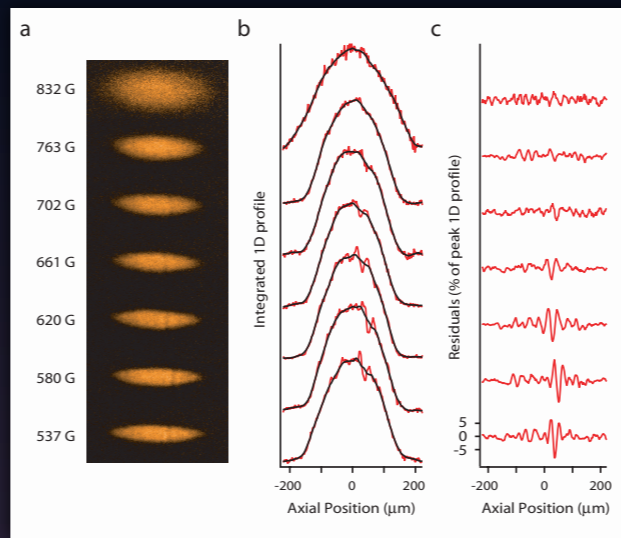 a
832 G
763 G
702 G
661 G
620 G
580 G
537 G
b
Integrated 1D profile
-200
0
200
Axial Position (μm)
c
Residuals (% of peak 1D profile)
5
0
-5
-200
0
200
Axial Position (μm)